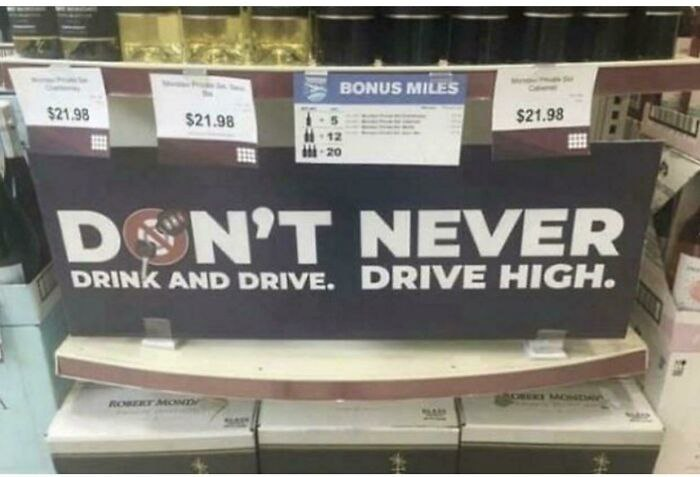 $21.98
$21.98
BONUS MILES
- 5
- 12
- 20
$21.98
DON'T NEVER
DRINK AND DRIVE. DRIVE HIGH.
ROBERT MONDAVI
ROBERT MONDAVI